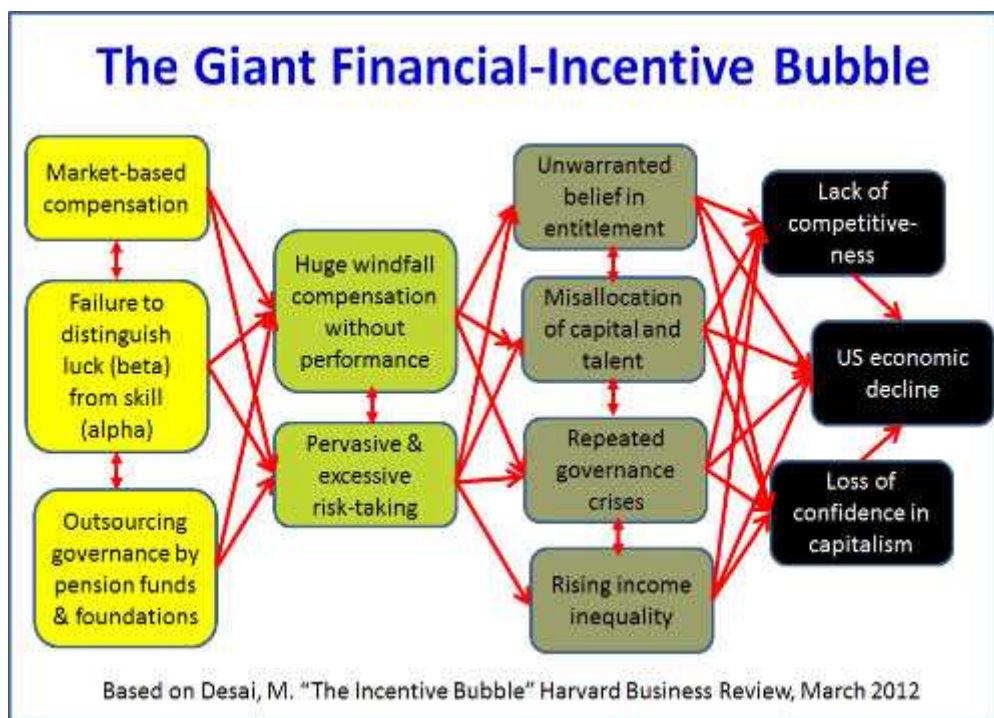 The Giant Financial-Incentive Bubble
Market-based
compensation
Failure to
distinguish
luck (beta)
from skill
(alpha)
Outsourcing
governance by
pension funds
& foundations
Huge windfall
compensation
without
performance
Pervasive &
excessive
risk-taking
Unwarranted
belief in
entitlement
Misallocation
of capital and
talent
Repeated
governance
crises
Rising income
inequality
Lack of
competitive-
ness
US economic
decline
Loss of
confidence in
capitalism
Based on Desai, M. "The Incentive Bubble" Harvard Business Review, March 2012